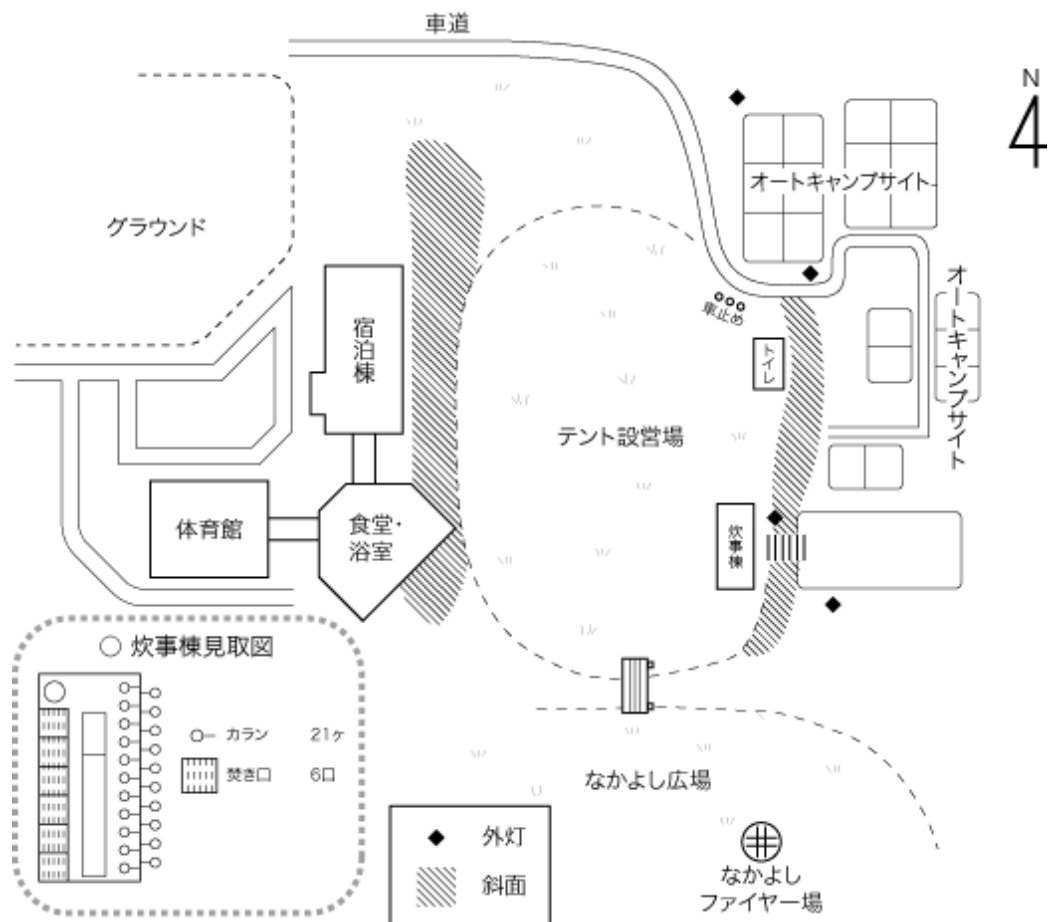 車道
N
オートキャンプサイト
グラウンド
オートキャンプサイト
車止め
宿泊棟
トイレ
テント設営場
体育館
食堂・
浴室
炊事棟
○ 炊事棟見取図
カラン 21ヶ
焚き口 6口
なかよし広場
外灯
斜面
なかよし
ファイヤー場